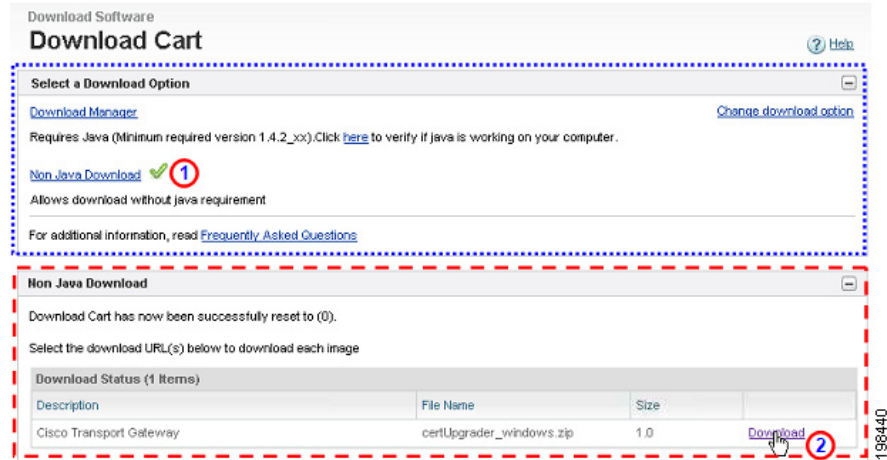 Download Software
Download Cart
Help
Select a Download Option
Download Manager
Change download option
Requires Java (Minimum required version 1.4.2_xx).Click here to verify if java is working on your computer.
Non Java Download
1
Allows download without java requirement
For additional information, read Frequently Asked Questions
Non Java Download
Download Cart has now been successfully reset to (0).
Select the download URL(s) below to download each image
Download Status (1 Items)
Description File Name Size
Cisco Transport Gateway certUpgrader_windows.zip 1.0 Download
2
198440